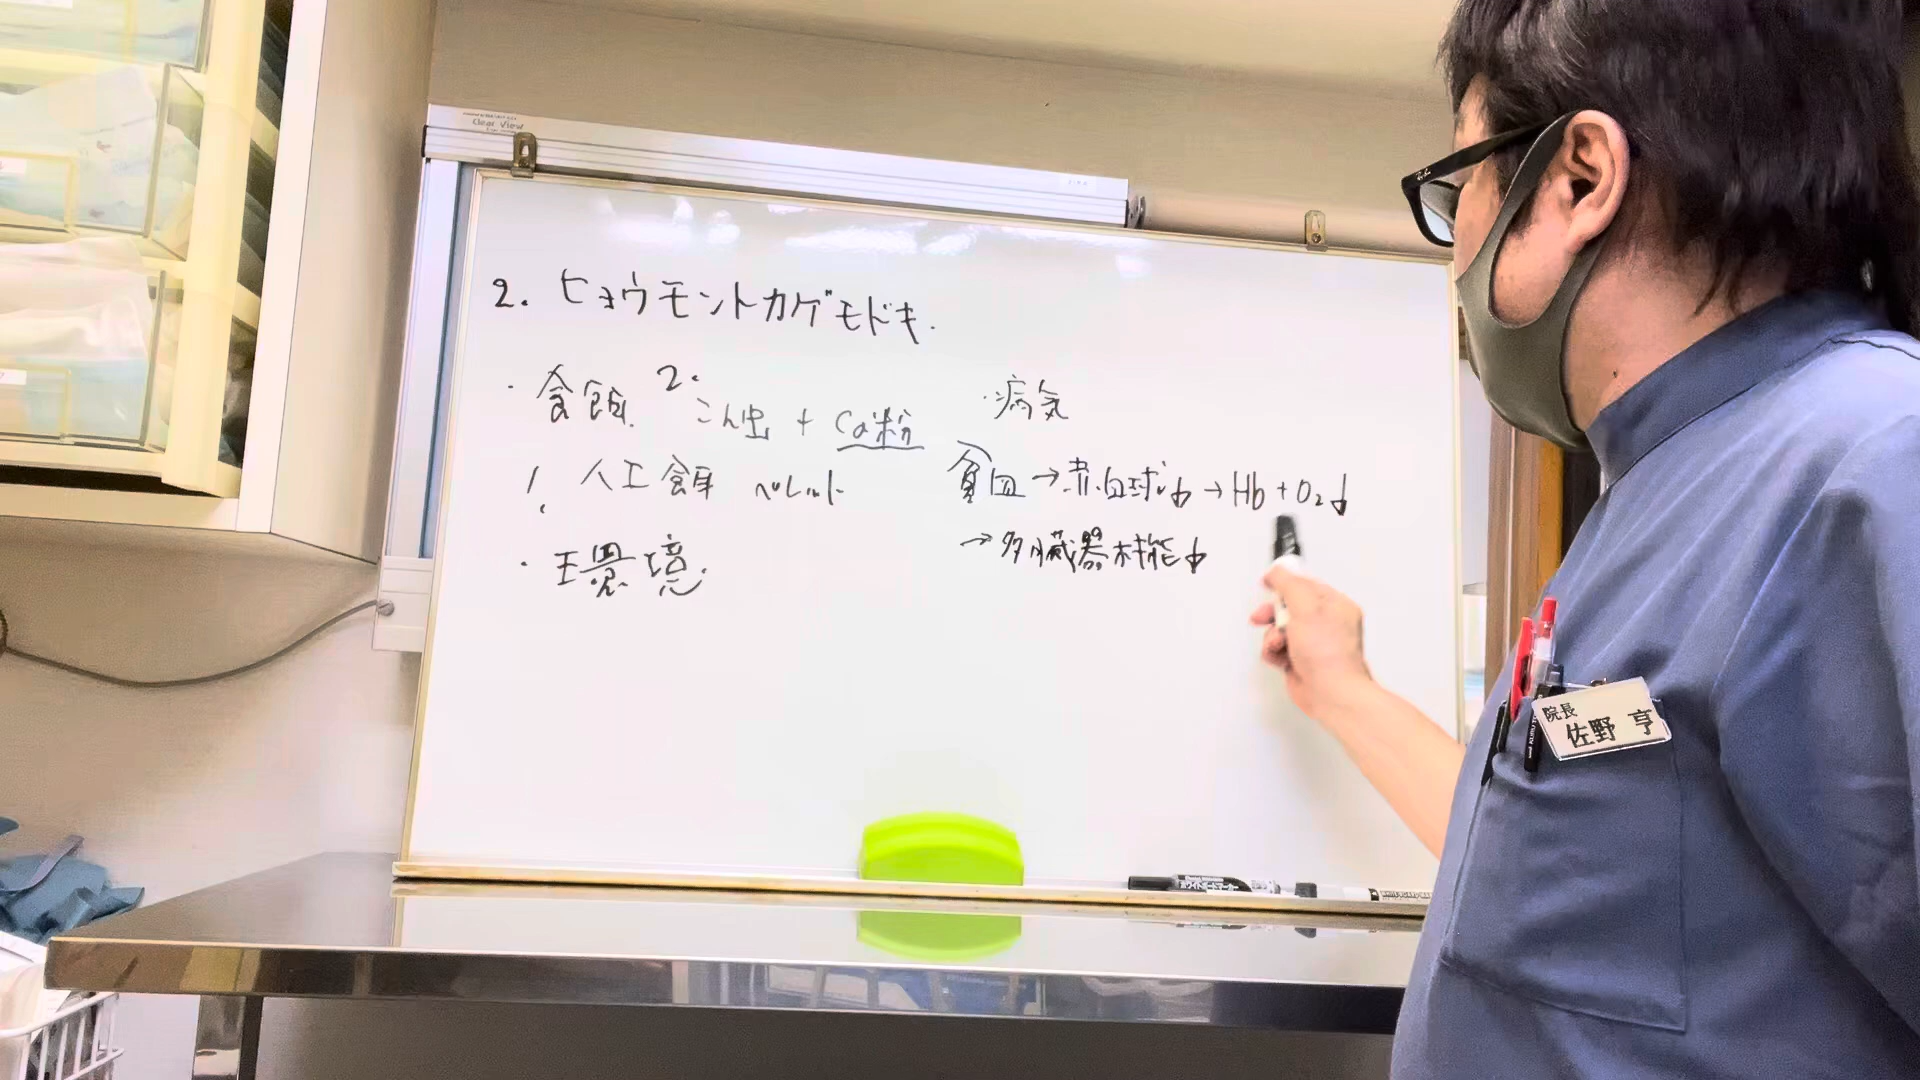 Clear View
2. ヒョウモントカゲモドキ.
・食餌. 2. こん虫 + Ca粉
1. 人工餌 ペレット
・環境.
・病気
貧血→赤血球↓→Hb+O₂↓
→多臓器機能↓
院長
佐野 亨